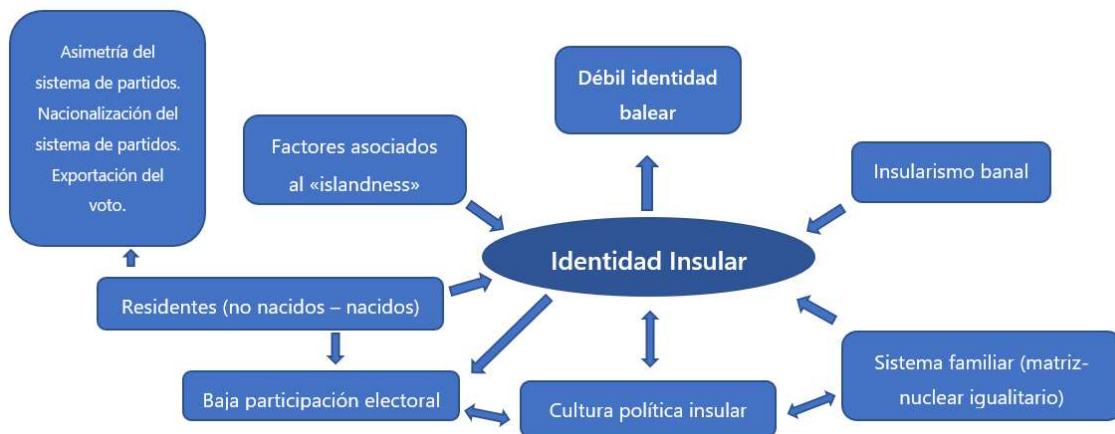 Asimetría del
sistema de partidos.
Nacionalización del
sistema de partidos.
Exportación del
voto.
Factores asociados
al «islandness»
Débil identidad
balear
Insularismo banal
Identidad Insular
Residentes (no nacidos – nacidos)
Baja participación electoral
Cultura política insular
Sistema familiar (matriz-
nuclear igualitario)